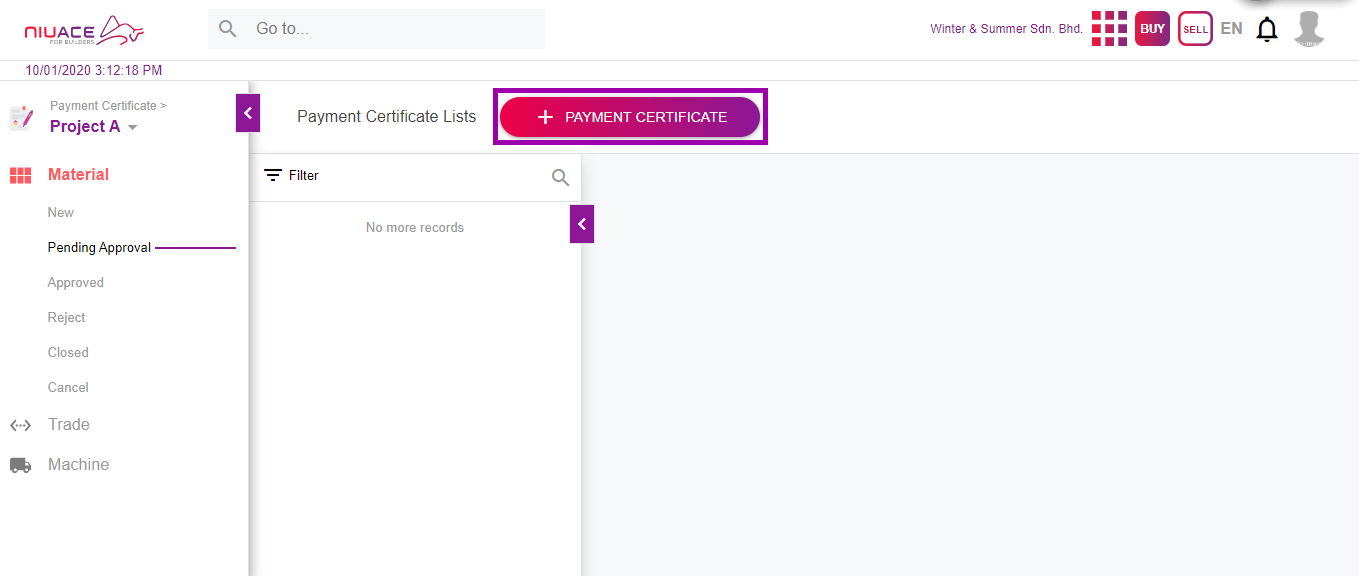 NIUACE
FOR BUILDERS
Go to...
Winter & Summer Sdn. Bhd.
BUY
SELL
EN
10/01/2020 3:12:18 PM
Payment Certificate >
Project A
Payment Certificate Lists
+ PAYMENT CERTIFICATE
Material
New
Pending Approval
Approved
Reject
Closed
Cancel
Trade
Machine
Filter
No more records